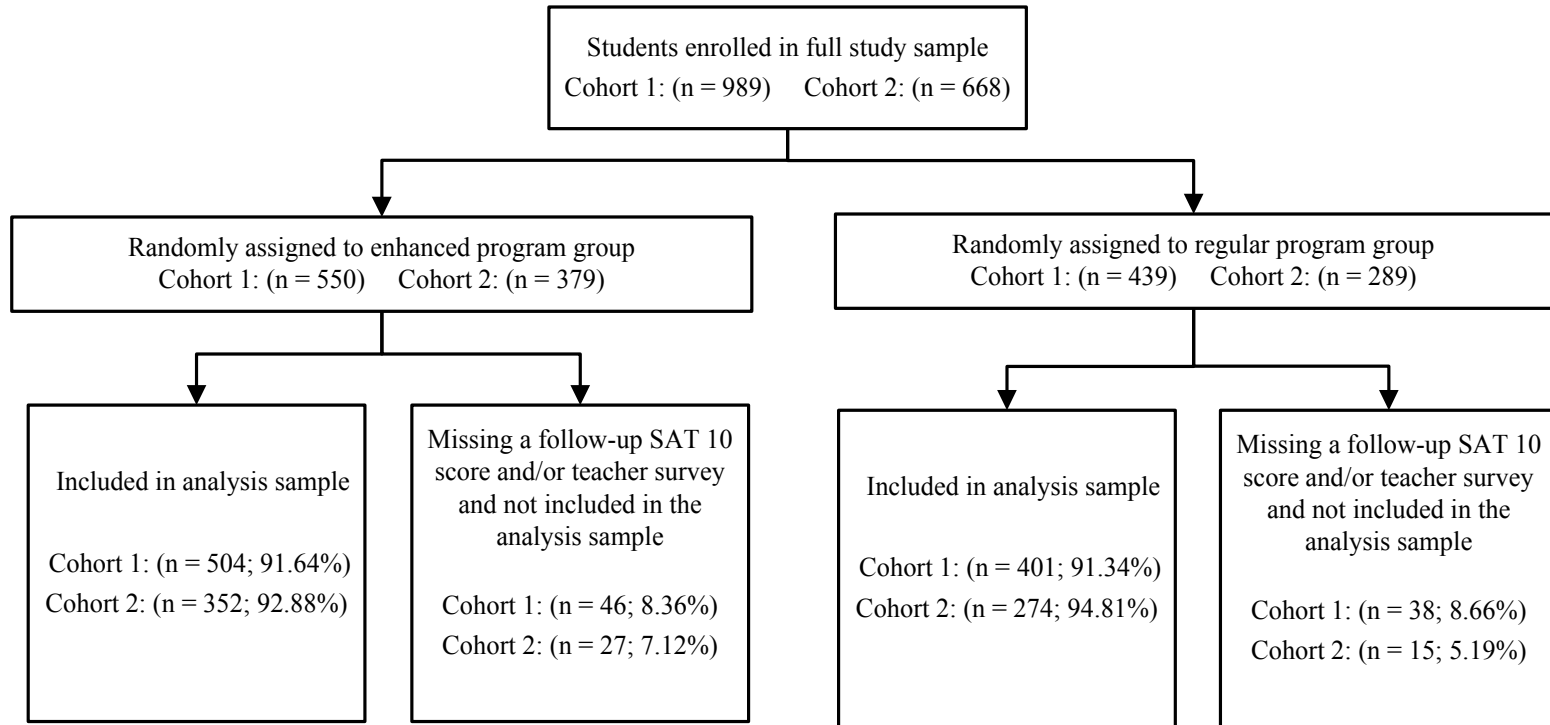 Students enrolled in full study sample
Cohort 1: (n = 989) Cohort 2: (n = 668)
Randomly assigned to enhanced program group
Cohort 1: (n = 550) Cohort 2: (n = 379)
Randomly assigned to regular program group
Cohort 1: (n = 439) Cohort 2: (n = 289)
Included in analysis sample
Cohort 1: (n = 504; 91.64%)
Cohort 2: (n = 352; 92.88%)
Missing a follow-up SAT 10
score and/or teacher survey
and not included in the
analysis sample
Cohort 1: (n = 46; 8.36%)
Cohort 2: (n = 27; 7.12%)
Included in analysis sample
Cohort 1: (n = 401; 91.34%)
Cohort 2: (n = 274; 94.81%)
Missing a follow-up SAT 10
score and/or teacher survey
and not included in the
analysis sample
Cohort 1: (n = 38; 8.66%)
Cohort 2: (n = 15; 5.19%)